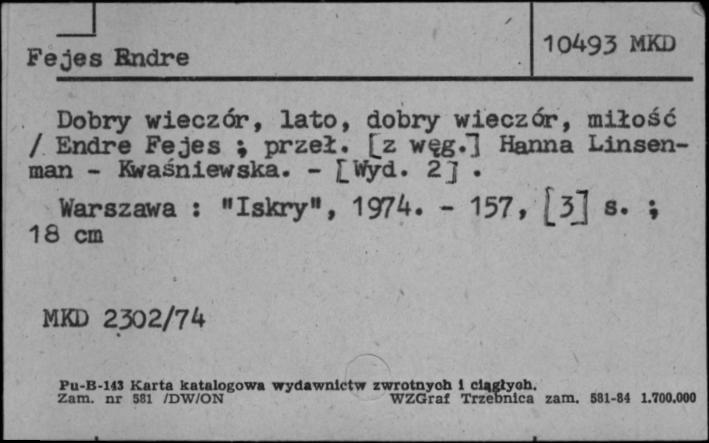 10493 MKD
Fejes Endre
Dobry wieczór, lato, dobry wieczór, miłość
/ Endre Fejes ; przeł. [z węg.] Hanna Linsen-
man - Kwaśniewska. - [Wyd. 2] .
Warszawa : "Iskry", 1974. - 157, [3] s. ;
18 cm
MKD 2302/74
Pu-B-143 Karta katalogowa wydawnictw zwrotnych i ciągłych.
Zam. nr 581 /DW/ON WZGraf Trzebnica zam. 581-84 1.700.000